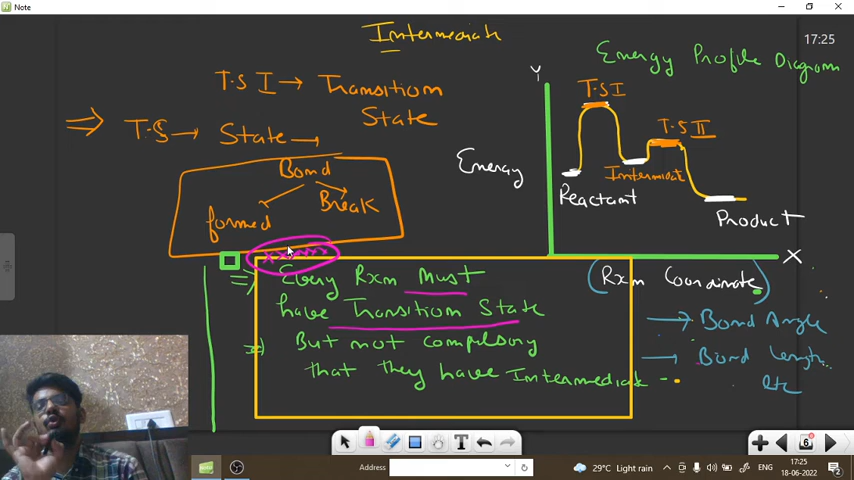 Note
Intermediate
17:25
Energy Profile Diagram
T.S I → Transition
State
⇒ T.S → State →
Bond
formed
Break
Y
Energy
T.S I
T.S II
Intermediate
Reactant
Product
X
(Rxn Coordinate)
→ Bond Angle
→ Bond length
etc
⇒ Every Rxn Must
have Transition State
⇒ But not compulsory
that they have Intermediate --
T
6
Address
29°C Light rain
ENG
17:25
18-06-2022
2